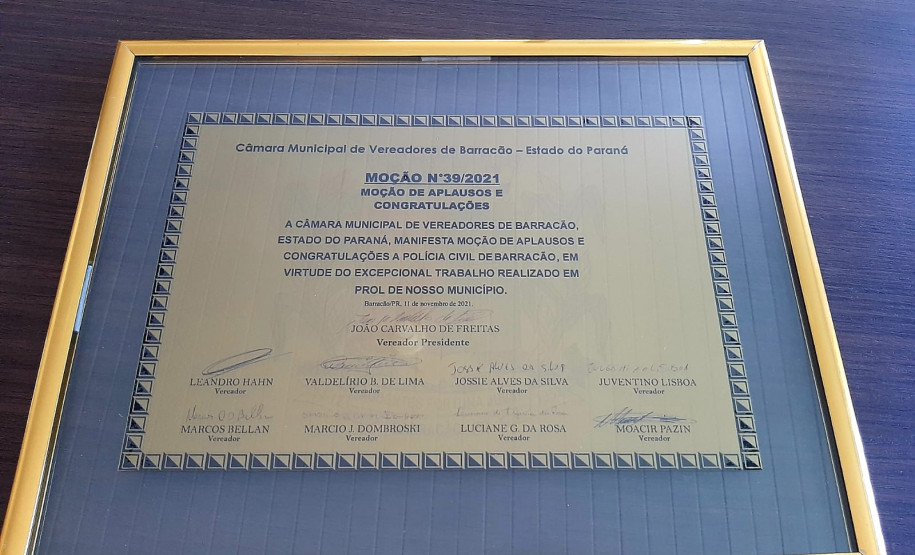 Câmara Municipal de Vereadores de Barracão – Estado do Paraná
MOÇÃO N°39/2021
MOÇÃO DE APLAUSOS E
CONGRATULAÇÕES
A CÂMARA MUNICIPAL DE VEREADORES DE BARRACÃO,
ESTADO DO PARANÁ, MANIFESTA MOÇÃO DE APLAUSOS E
CONGRATULAÇÕES A POLÍCIA CIVIL DE BARRACÃO, EM
VIRTUDE DO EXCEPCIONAL TRABALHO REALIZADO EM
PROL DE NOSSO MUNICÍPIO.
Barracão/PR, 11 de novembro de 2021.
JOÃO CARVALHO DE FREITAS
Vereador Presidente
LEANDRO HAHN VALDELÍRIO B. DE LIMA JOSSIE ALVES DA SILVA JUVENTINO LISBOA
Vereador Vereador Vereador Vereador
MARCOS BELLAN MARCIO J. DOMBROSKI LUCIANE G. DA ROSA MOACIR PAZIN
Vereador Vereador Vereador Vereador